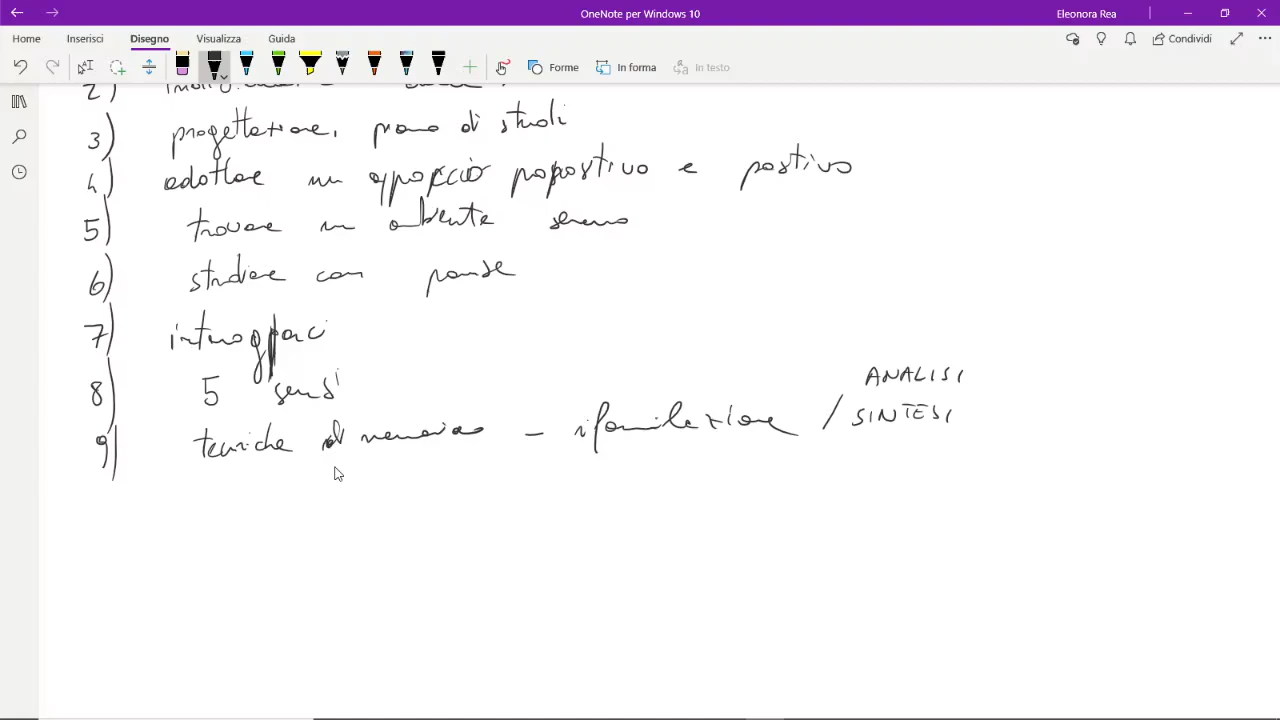 OneNote per Windows 10
Eleonora Rea
Home Inserisci Disegno Visualizza Guida
Condividi
Forme In forma In testo
2)
3) progettazione, piano di studi
4) adottare un approccio propositivo e positivo
5) trovare un ambiente sereno
6) studiare con pause
7) interrogarci
8) 5 sensi
ANALISI
9) tecniche di memoria - riformulazione / SINTESI